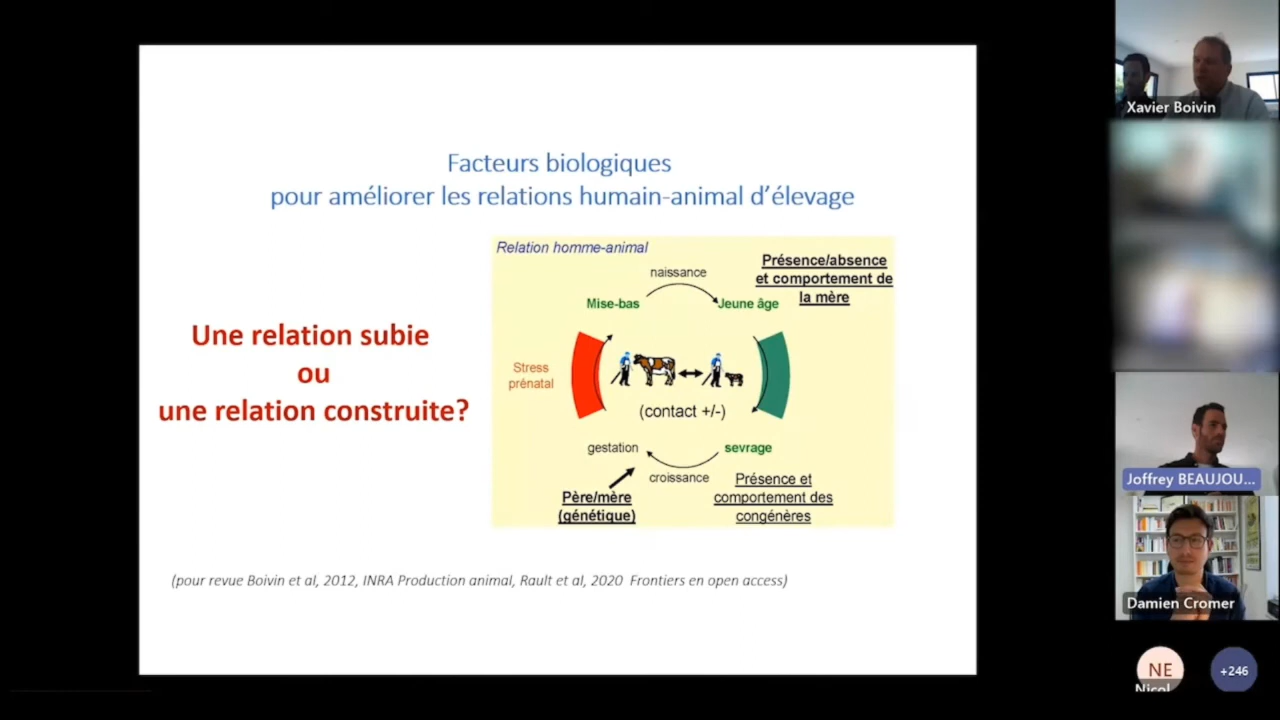 Facteurs biologiques
pour améliorer les relations humain-animal d'élevage
Une relation subie
ou
une relation construite?
Relation homme-animal
naissance
Présence/absence
et comportement de
la mère
Mise-bas
Jeune âge
Stress
prénatal
(contact +/-)
gestation
sevrage
croissance
Père/mère
(génétique)
Présence et
comportement des
congénères
(pour revue Boivin et al, 2012, INRA Production animal, Rault et al, 2020 Frontiers en open access)
Xavier Boivin
Joffrey BEAUJOU...
Damien Cromer
NE
Nicol
+246